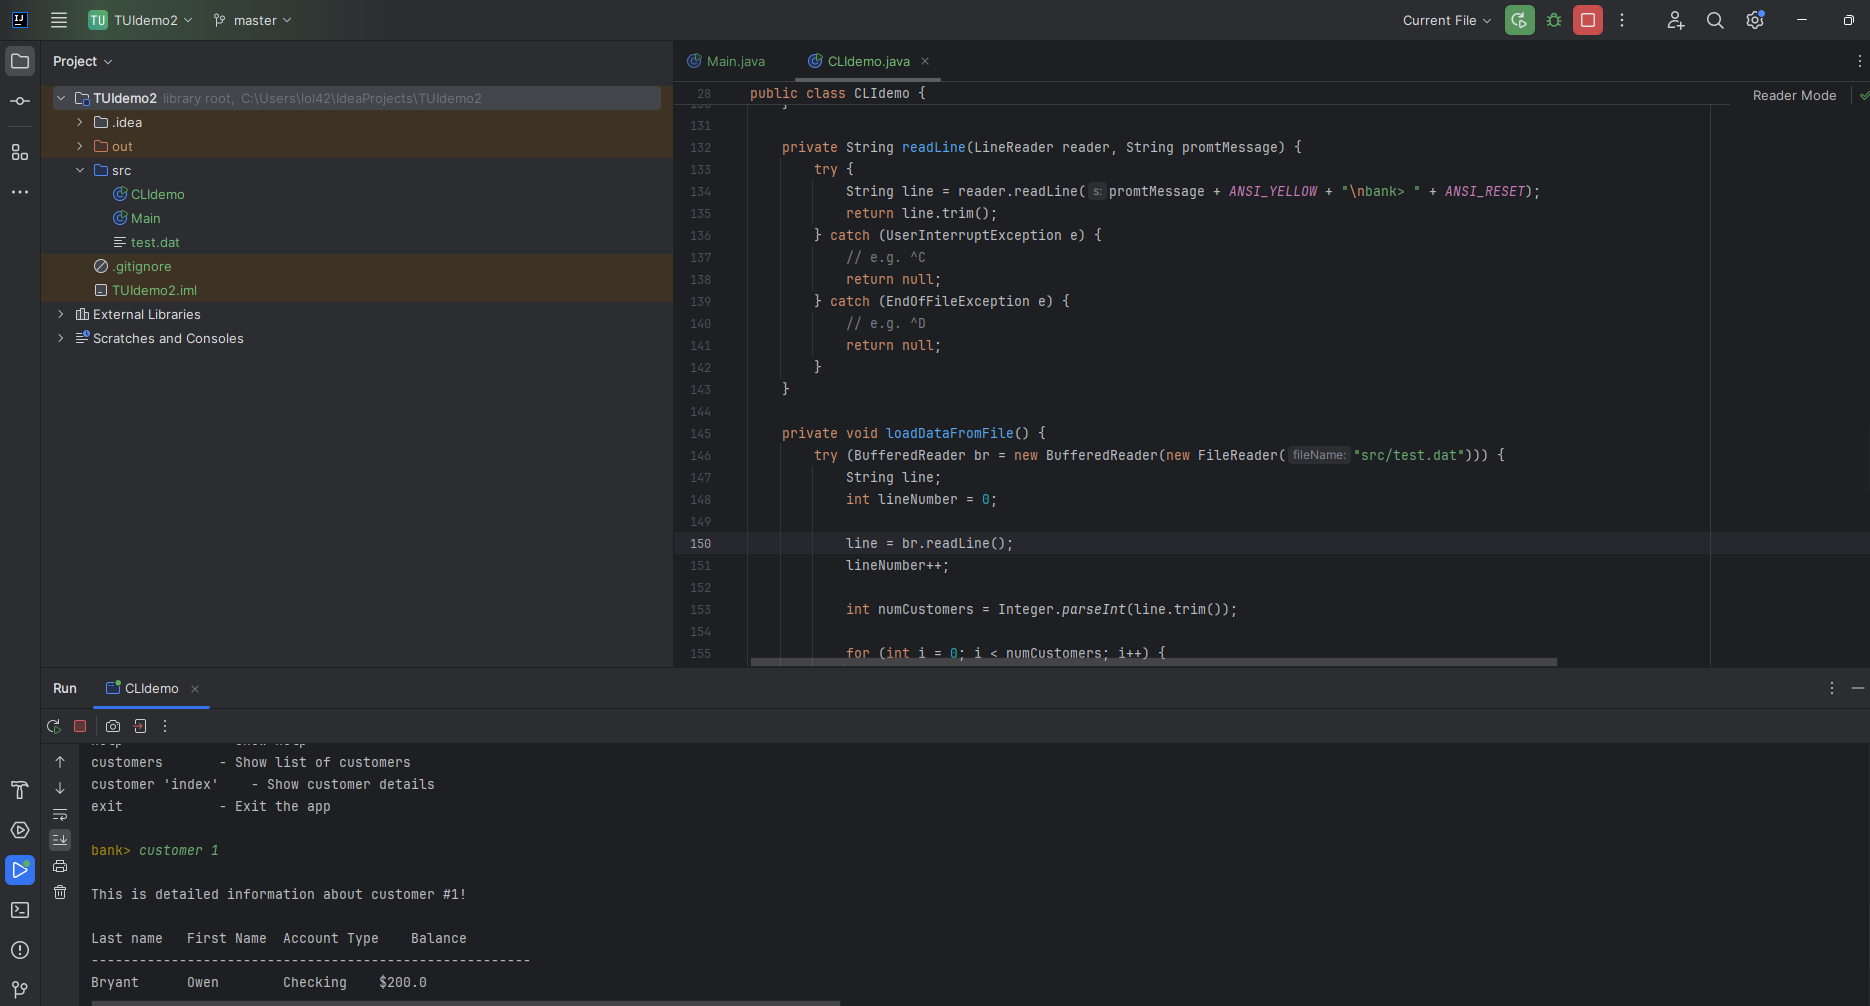 TU TUIdemo2 master Current File
Project
Main.java CLIdemo.java
TUIdemo2 library root, C:\Users\lol42\IdeaProjects\TUIdemo2
.idea
out
src
CLIdemo
Main
test.dat
.gitignore
TUIdemo2.iml
External Libraries
Scratches and Consoles
28 public class CLIdemo {
Reader Mode
131
132 private String readLine(LineReader reader, String promtMessage) {
133 try {
134 String line = reader.readLine( s: promtMessage + ANSI_YELLOW + "\nbank> " + ANSI_RESET);
135 return line.trim();
136 } catch (UserInterruptException e) {
137 // e.g. ^C
138 return null;
139 } catch (EndOfFileException e) {
140 // e.g. ^D
141 return null;
142 }
143 }
144
145 private void loadDataFromFile() {
146 try (BufferedReader br = new BufferedReader(new FileReader( fileName: "src/test.dat"))) {
147 String line;
148 int lineNumber = 0;
149
150 line = br.readLine();
151 lineNumber++;
152
153 int numCustomers = Integer.parseInt(line.trim());
154
155 for (int i = 0; i < numCustomers; i++) {
Run CLIdemo
customers - Show list of customers
customer 'index' - Show customer details
exit - Exit the app
bank> customer 1
This is detailed information about customer #1!
Last name First Name Account Type Balance
-------------------------------------------------------
Bryant Owen Checking $200.0